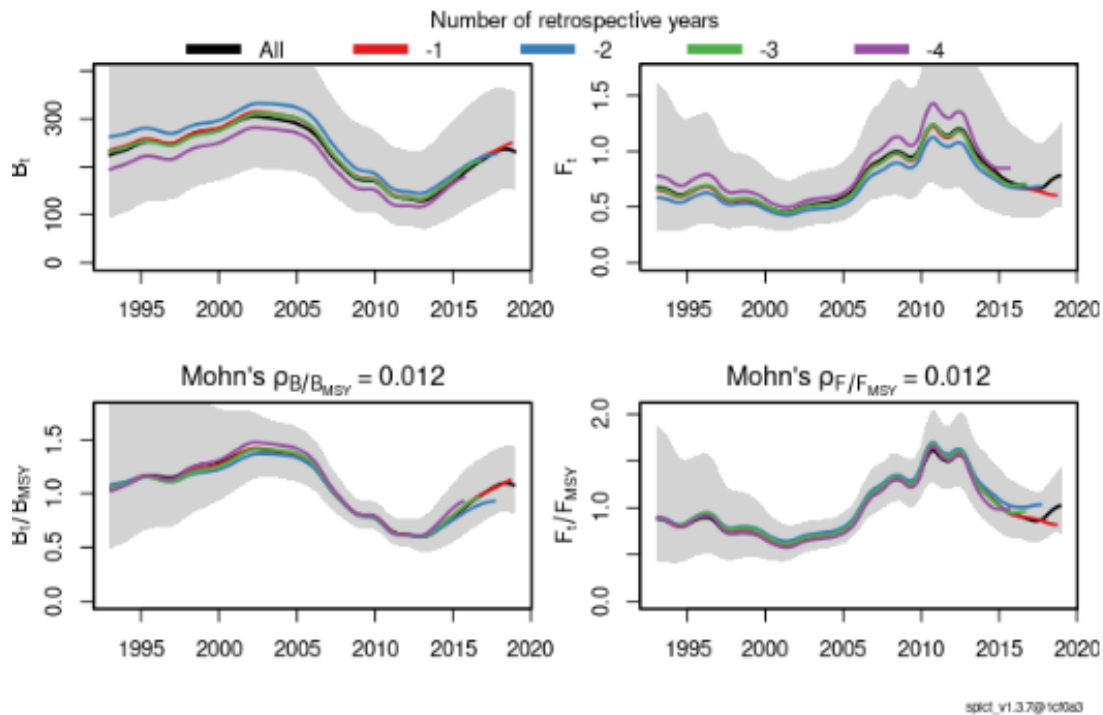 Number of retrospective years
All -1 -2 -3 -4
Bt
300
100
0
1995 2000 2005 2010 2015 2020
Ft
1.5
1.0
0.5
0.0
1995 2000 2005 2010 2015 2020
Mohn's ρB/BMSY = 0.012
Bt/BMSY
1.5
1.0
0.5
0.0
1995 2000 2005 2010 2015 2020
Mohn's ρF/FMSY = 0.012
Ft/FMSY
2.0
1.0
0.0
1995 2000 2005 2010 2015 2020
spict_v1.3.7@1cf0a3